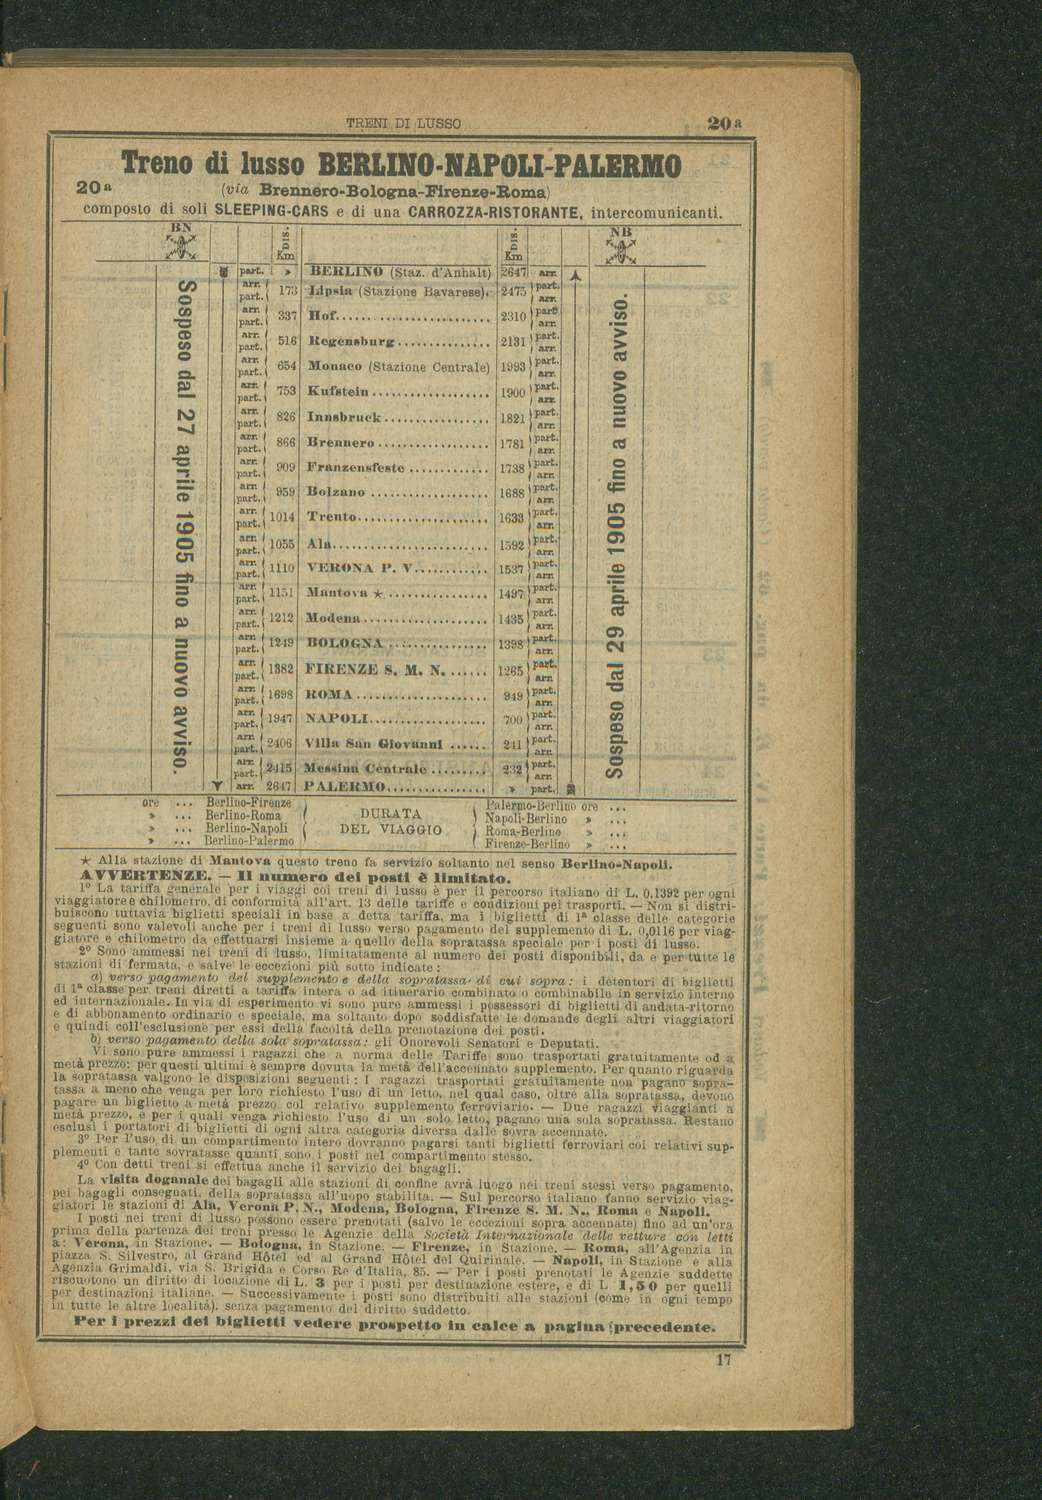 TRENI DI LUSSO 20a
Treno di lusso BERLINO-NAPOLI-PALERMO
20a (via Brennero-Bologna-Firenze-Roma)
composto di soli SLEEPING-CARS e di una CARROZZA-RISTORANTE, intercomunicanti.
BN Dis. Km Dis. Km NB
Sospeso dal 27 aprile 1905 fino a nuovo avviso.
part. » BERLINO (Staz. d'Anhalt) 2647 arr.
arr. part. 173 Lipsia (Stazione Bavarese). 2475 part. arr.
arr. part. 337 Hof 2310 part. arr.
arr. part. 516 Regensburg 2131 part. arr.
arr. part. 654 Monaco (Stazione Centrale) 1993 part. arr.
arr. part. 753 Kufstein 1900 part. arr.
arr. part. 826 Innsbruck 1821 part. arr.
arr. part. 866 Brennero 1781 part. arr.
arr. part. 909 Franzensfeste 1738 part. arr.
arr. part. 959 Bolzano 1688 part. arr.
arr. part. 1014 Trento 1633 part. arr.
arr. part. 1055 Ala 1592 part. arr.
arr. part. 1110 VERONA P. V. 1537 part. arr.
arr. part. 1151 Mantova ★ 1497 part. arr.
arr. part. 1212 Modena 1435 part. arr.
arr. part. 1249 BOLOGNA 1398 part. arr.
arr. part. 1382 FIRENZE S. M. N. 1265 part. arr.
arr. part. 1698 ROMA 949 part. arr.
arr. part. 1947 NAPOLI 700 part. arr.
arr. part. 2406 Villa San Giovanni 241 part. arr.
arr. part. 2415 Messina Centrale 232 part. arr.
arr. 2647 PALERMO » part.
Sospeso dal 29 aprile 1905 fino a nuovo avviso.
ore ... Berlino-Firenze Palermo-Berlino ore ...
» ... Berlino-Roma DURATA Napoli-Berlino » ...
» ... Berlino-Napoli DEL VIAGGIO Roma-Berlino » ...
» ... Berlino-Palermo Firenze-Berlino » ...
★ Alla stazione di Mantova questo treno fa servizio soltanto nel senso Berlino-Napoli.
AVVERTENZE. — Il numero dei posti è limitato.
1º La tariffa generale per i viaggi coi treni di lusso è per il percorso italiano di L. 0,1392 per ogni
viaggiatore e chilometro, di conformità all'art. 13 delle tariffe e condizioni pei trasporti. — Non si distri-
buiscono tuttavia biglietti speciali in base a detta tariffa, ma i biglietti di 1ª classe delle categorie
seguenti sono valevoli anche per i treni di lusso verso pagamento del supplemento di L. 0,0116 per viag-
giatore e chilometro da effettuarsi insieme a quello della sopratassa speciale per i posti di lusso.
2º Sono ammessi nei treni di lusso, limitatamente al numero dei posti disponibili, da e per tutte le
stazioni di fermata, e salve le eccezioni più sotto indicate:
a) verso pagamento del supplemento e della sopratassa di cui sopra: i detentori di biglietti
di 1ª classe per treni diretti a tariffa intera o ad itinerario combinato o combinabile in servizio interno
ed internazionale. In via di esperimento vi sono pure ammessi i possessori di biglietti di andata-ritorno
e di abbonamento ordinario e speciale, ma soltanto dopo soddisfatte le domande degli altri viaggiatori
e quindi coll'esclusione per essi della facoltà della prenotazione dei posti.
b) verso pagamento della sola sopratassa: gli Onorevoli Senatori e Deputati.
Vi sono pure ammessi i ragazzi che a norma delle Tariffe sono trasportati gratuitamente od a
metà prezzo; per questi ultimi è sempre dovuta la metà dell'accennato supplemento. Per quanto riguarda
la sopratassa valgono le disposizioni seguenti: I ragazzi trasportati gratuitamente non pagano sopra-
tassa a meno che venga per loro richiesto l'uso di un letto, nel qual caso, oltre alla sopratassa, devono
pagare un biglietto a metà prezzo col relativo supplemento ferroviario. — Due ragazzi viaggianti a
metà prezzo, e per i quali venga richiesto l'uso di un solo letto, pagano una sola sopratassa. Restano
esclusi i portatori di biglietti di ogni altra categoria diversa dalle sovra accennate.
3º Per l'uso di un compartimento intero dovranno pagarsi tanti biglietti ferroviari coi relativi sup-
plementi e tante sovratasse quanti sono i posti nel compartimento stesso.
4º Con detti treni si effettua anche il servizio dei bagagli.
La visita doganale dei bagagli alle stazioni di confine avrà luogo nei treni stessi verso pagamento,
pei bagagli consegnati, della sopratassa all'uopo stabilita. — Sul percorso italiano fanno servizio viag-
giatori le stazioni di Ala, Verona P. N., Modena, Bologna, Firenze S. M. N., Roma e Napoli.
I posti nei treni di lusso possono essere prenotati (salvo le eccezioni sopra accennate) fino ad un'ora
prima della partenza dei treni presso le Agenzie della Società Internazionale delle vetture con letti
a: Verona, in Stazione. — Bologna, in Stazione. — Firenze, in Stazione. — Roma, all'Agenzia in
piazza S. Silvestro, al Grand Hôtel ed al Grand Hôtel del Quirinale. — Napoli, in Stazione e alla
Agenzia Grimaldi, via S. Brigida e Corso Re d'Italia, 85. — Per i posti prenotati le Agenzie suddette
riscuotono un diritto di locazione di L. 3 per i posti per destinazione estere, e di L 1,50 per quelli
per destinazioni italiane. — Successivamente i posti sono distribuiti alle stazioni (come in ogni tempo
in tutte le altre località), senza pagamento del diritto suddetto.
Per i prezzi dei biglietti vedere prospetto in calce a pagina precedente.
17